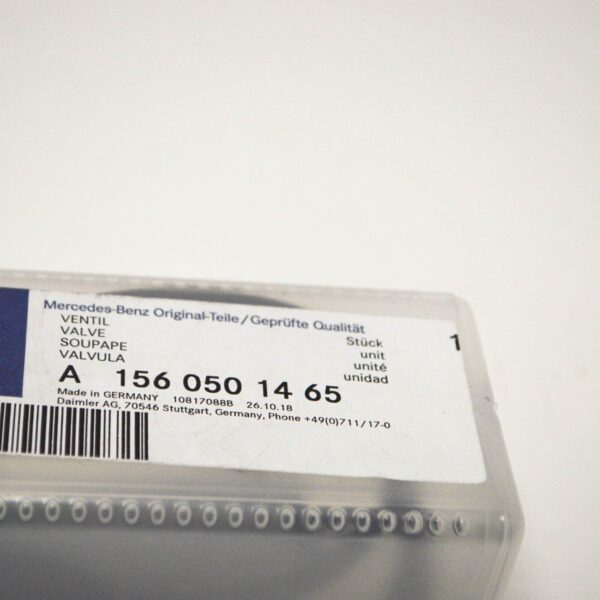 Mercedes-Benz Original-Teile/Geprüfte Qualität
VENTIL
VALVE
SOUPAPE
VALVULA
Stück
unit
unité
unidad
1
A 156 050 14 65
Made in GERMANY 10817088B 26.10.18
Daimler AG, 70546 Stuttgart, Germany, Phone +49(0)711/17-0